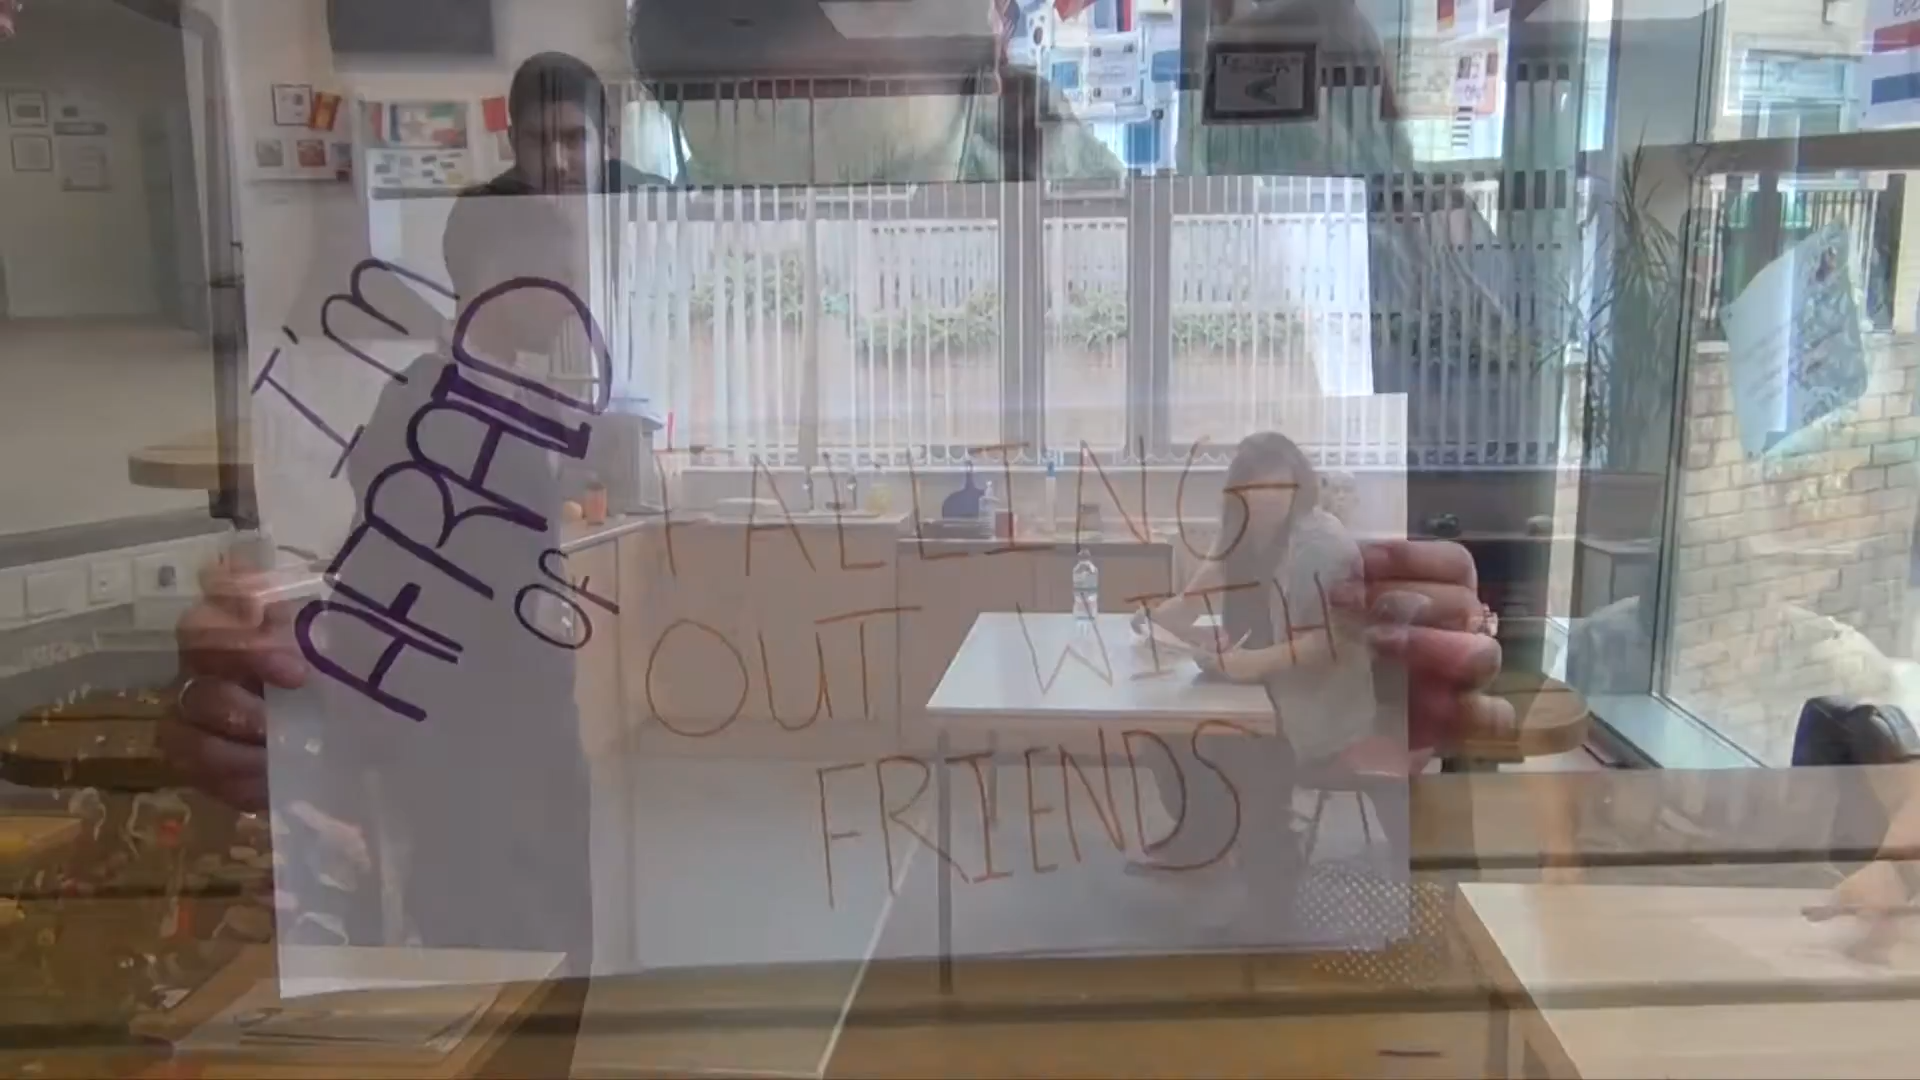 I'm
AFRAID
OF
FALLING
OUT WITH
FRIENDS